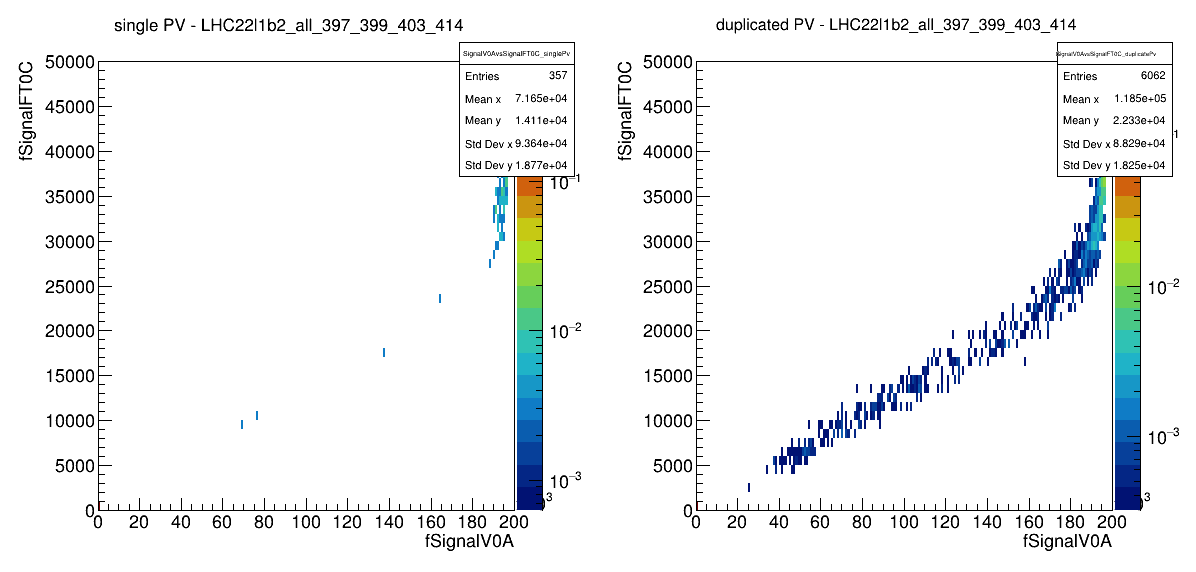 single PV - LHC22l1b2_all_397_399_403_414
SignalV0AvsSignalFT0C_singlePv
Entries 357
Mean x 7.165e+04
Mean y 1.411e+04
Std Dev x 9.364e+04
Std Dev y 1.877e+04
fSignalFT0C
50000
45000
40000
35000
30000
25000
20000
15000
10000
5000
0
0 20 40 60 80 100 120 140 160 180 200
fSignalV0A
10−1
10−2
10−3
duplicated PV - LHC22l1b2_all_397_399_403_414
SignalV0AvsSignalFT0C_duplicatePv
Entries 6062
Mean x 1.185e+05
Mean y 2.233e+04
Std Dev x 8.829e+04
Std Dev y 1.825e+04
fSignalFT0C
50000
45000
40000
35000
30000
25000
20000
15000
10000
5000
0
0 20 40 60 80 100 120 140 160 180 200
fSignalV0A
10−2
10−3